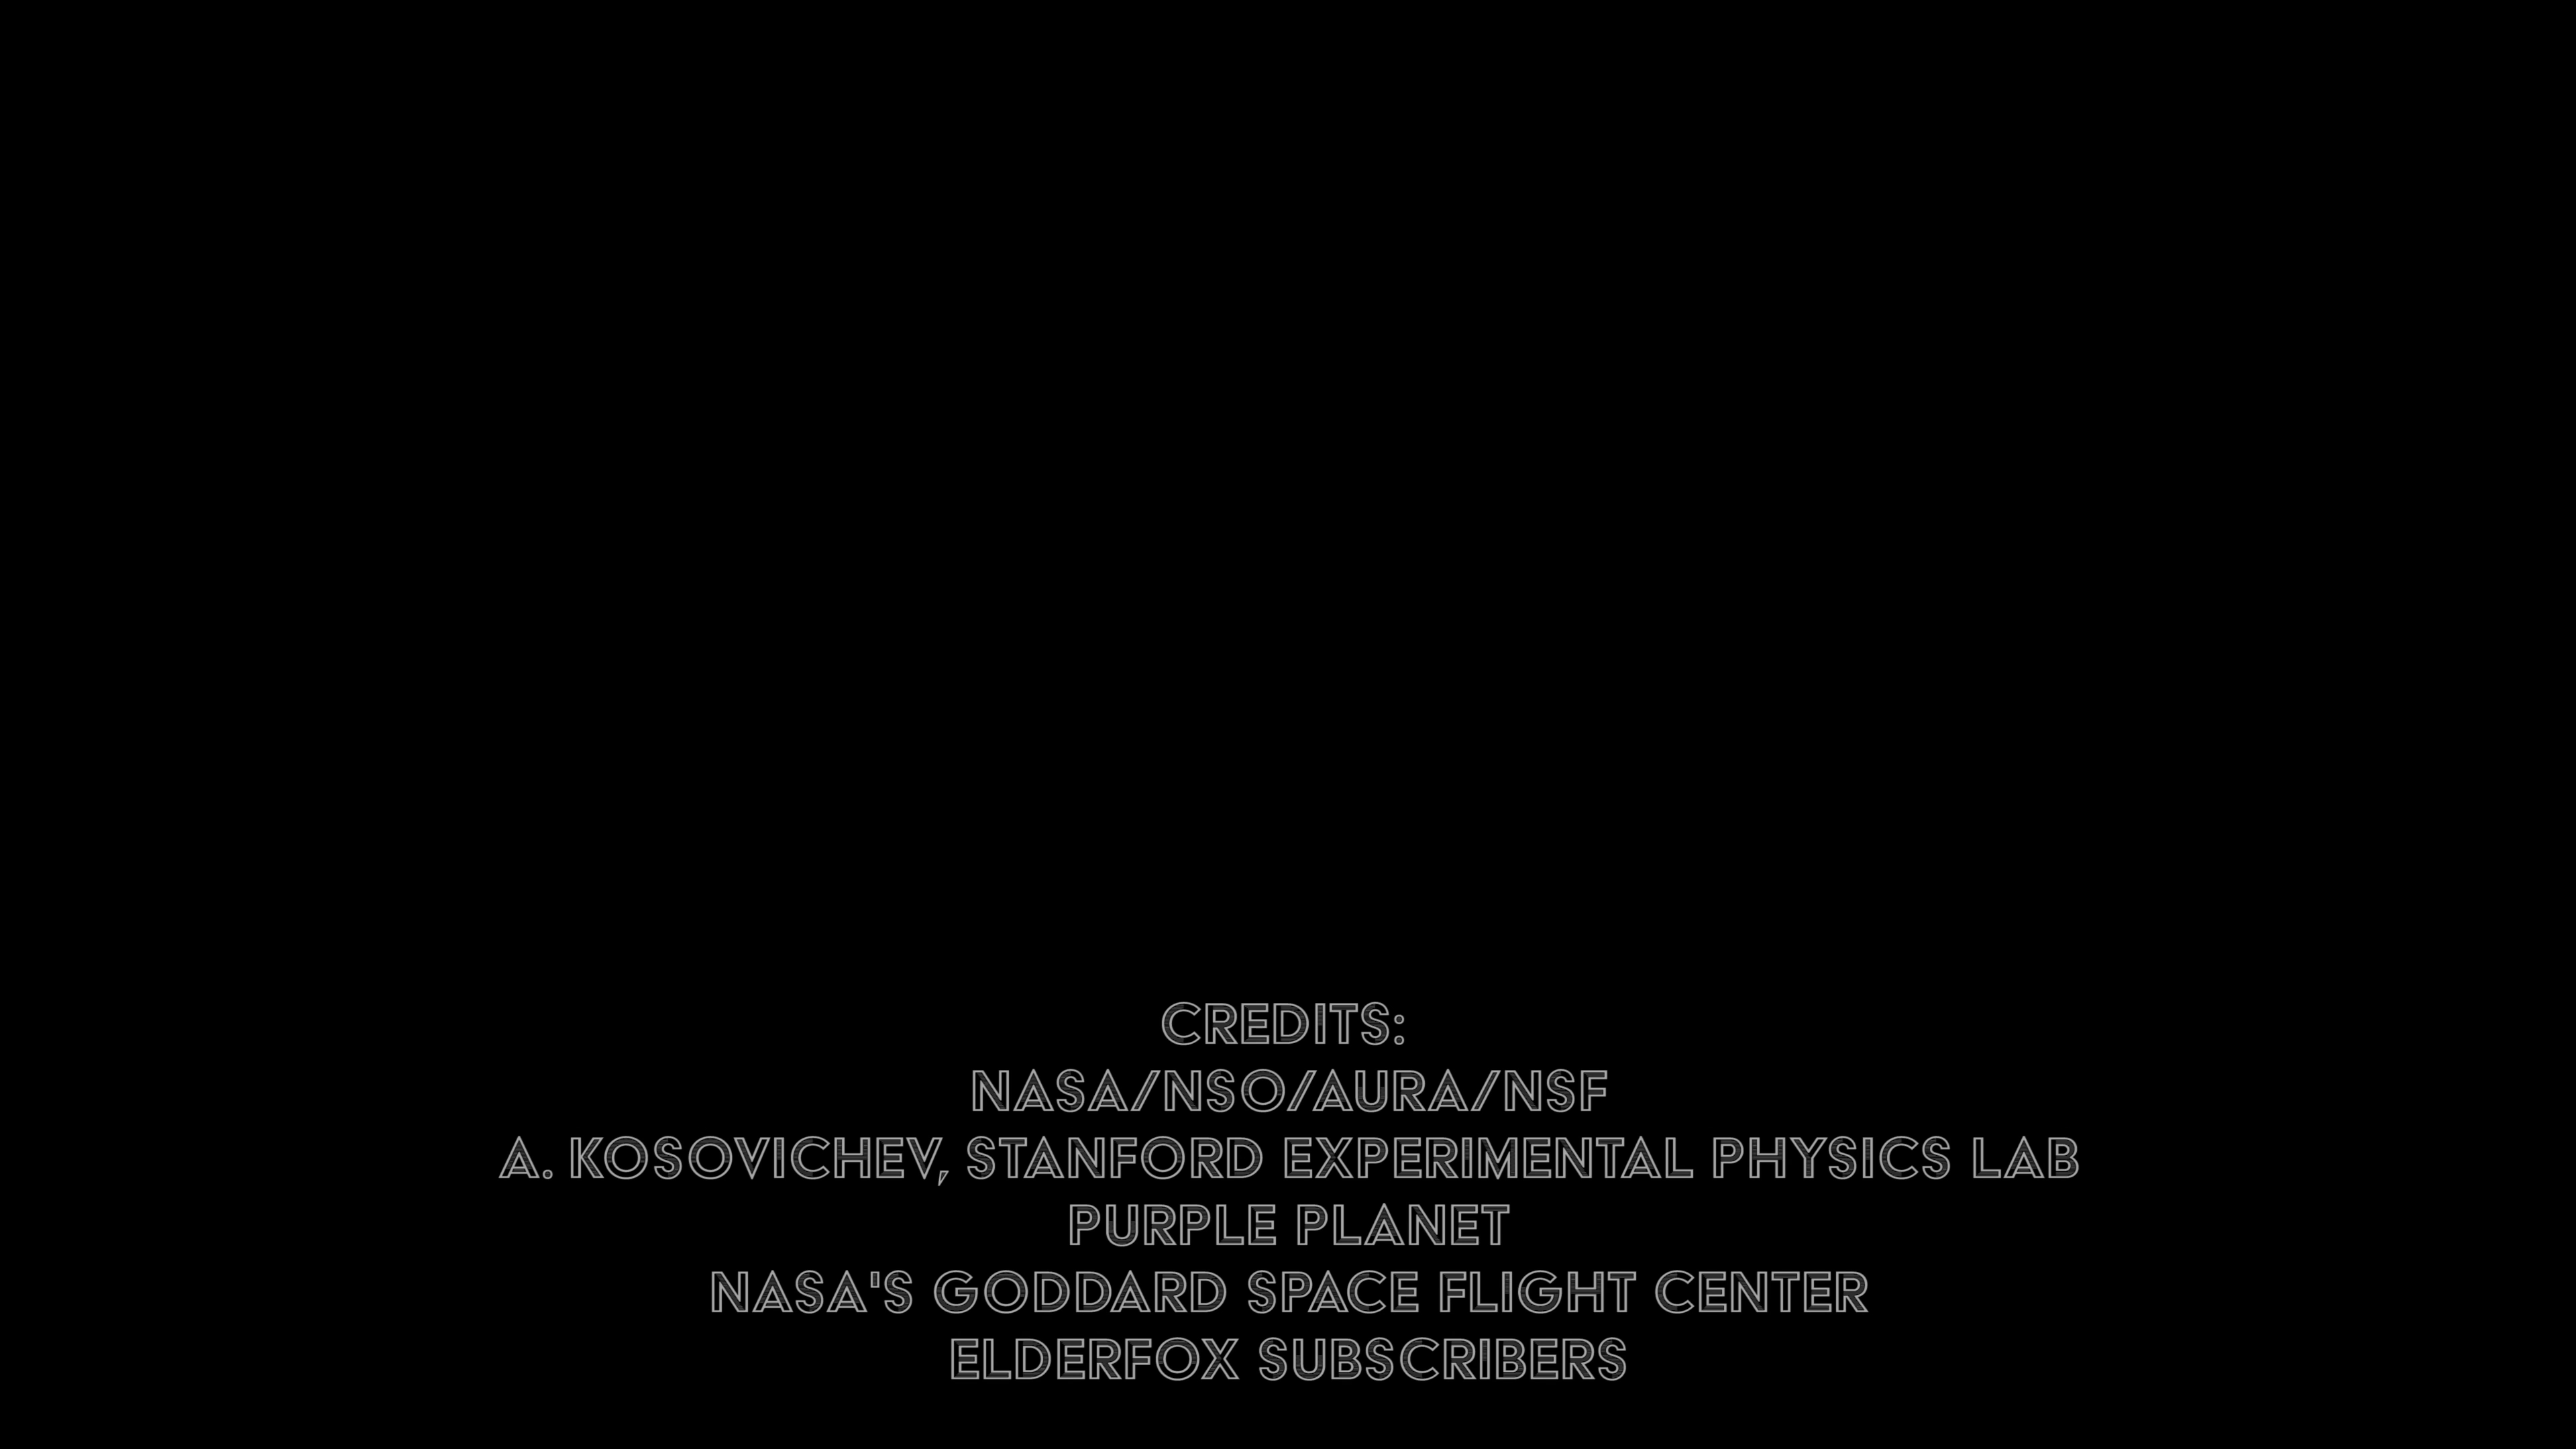 CREDITS:
NASA/NSO/AURA/NSF
A. KOSOVICHEV, STANFORD EXPERIMENTAL PHYSICS LAB
PURPLE PLANET
NASA'S GODDARD SPACE FLIGHT CENTER
ELDERFOX SUBSCRIBERS